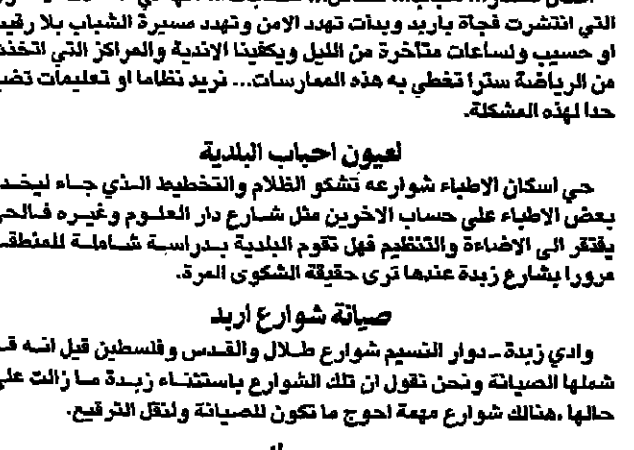 التي انتشرت فجأة باربد وبدأت تهدد الامن وتهدد مسيرة الشباب بلا رقيب
او حسيب ولساعات متأخرة من الليل ويكفينا الاندية والمراكز التي اتخذت
من الرياضة سترا تغطي به هذه الممارسات... نريد نظاما او تعليمات تضع
حدا لهذه المشكلة.
لعيون احباب البلدية
حي اسكان الاطباء شوارعه تشكو الظلام والتخطيط الذي جاء ليخدم
بعض الاطباء على حساب الاخرين مثل شارع دار العلوم وغيره فالحي
يفتقر الى الاضاءة والتنظيم فهل تقوم البلدية بدراسة شاملة للمنطقة
مرورا بشارع زبدة عندها ترى حقيقة الشكوى المرة.
صيانة شوارع اربد
وادي زبدة - دوار النسيم شوارع طلال والقدس وفلسطين قيل انه قد
شملها الصيانة ونحن نقول ان تلك الشوارع باستثناء زبدة ما زالت على
حالها ،هنالك شوارع مهمة احوج ما تكون للصيانة ولنقل الترقيع.